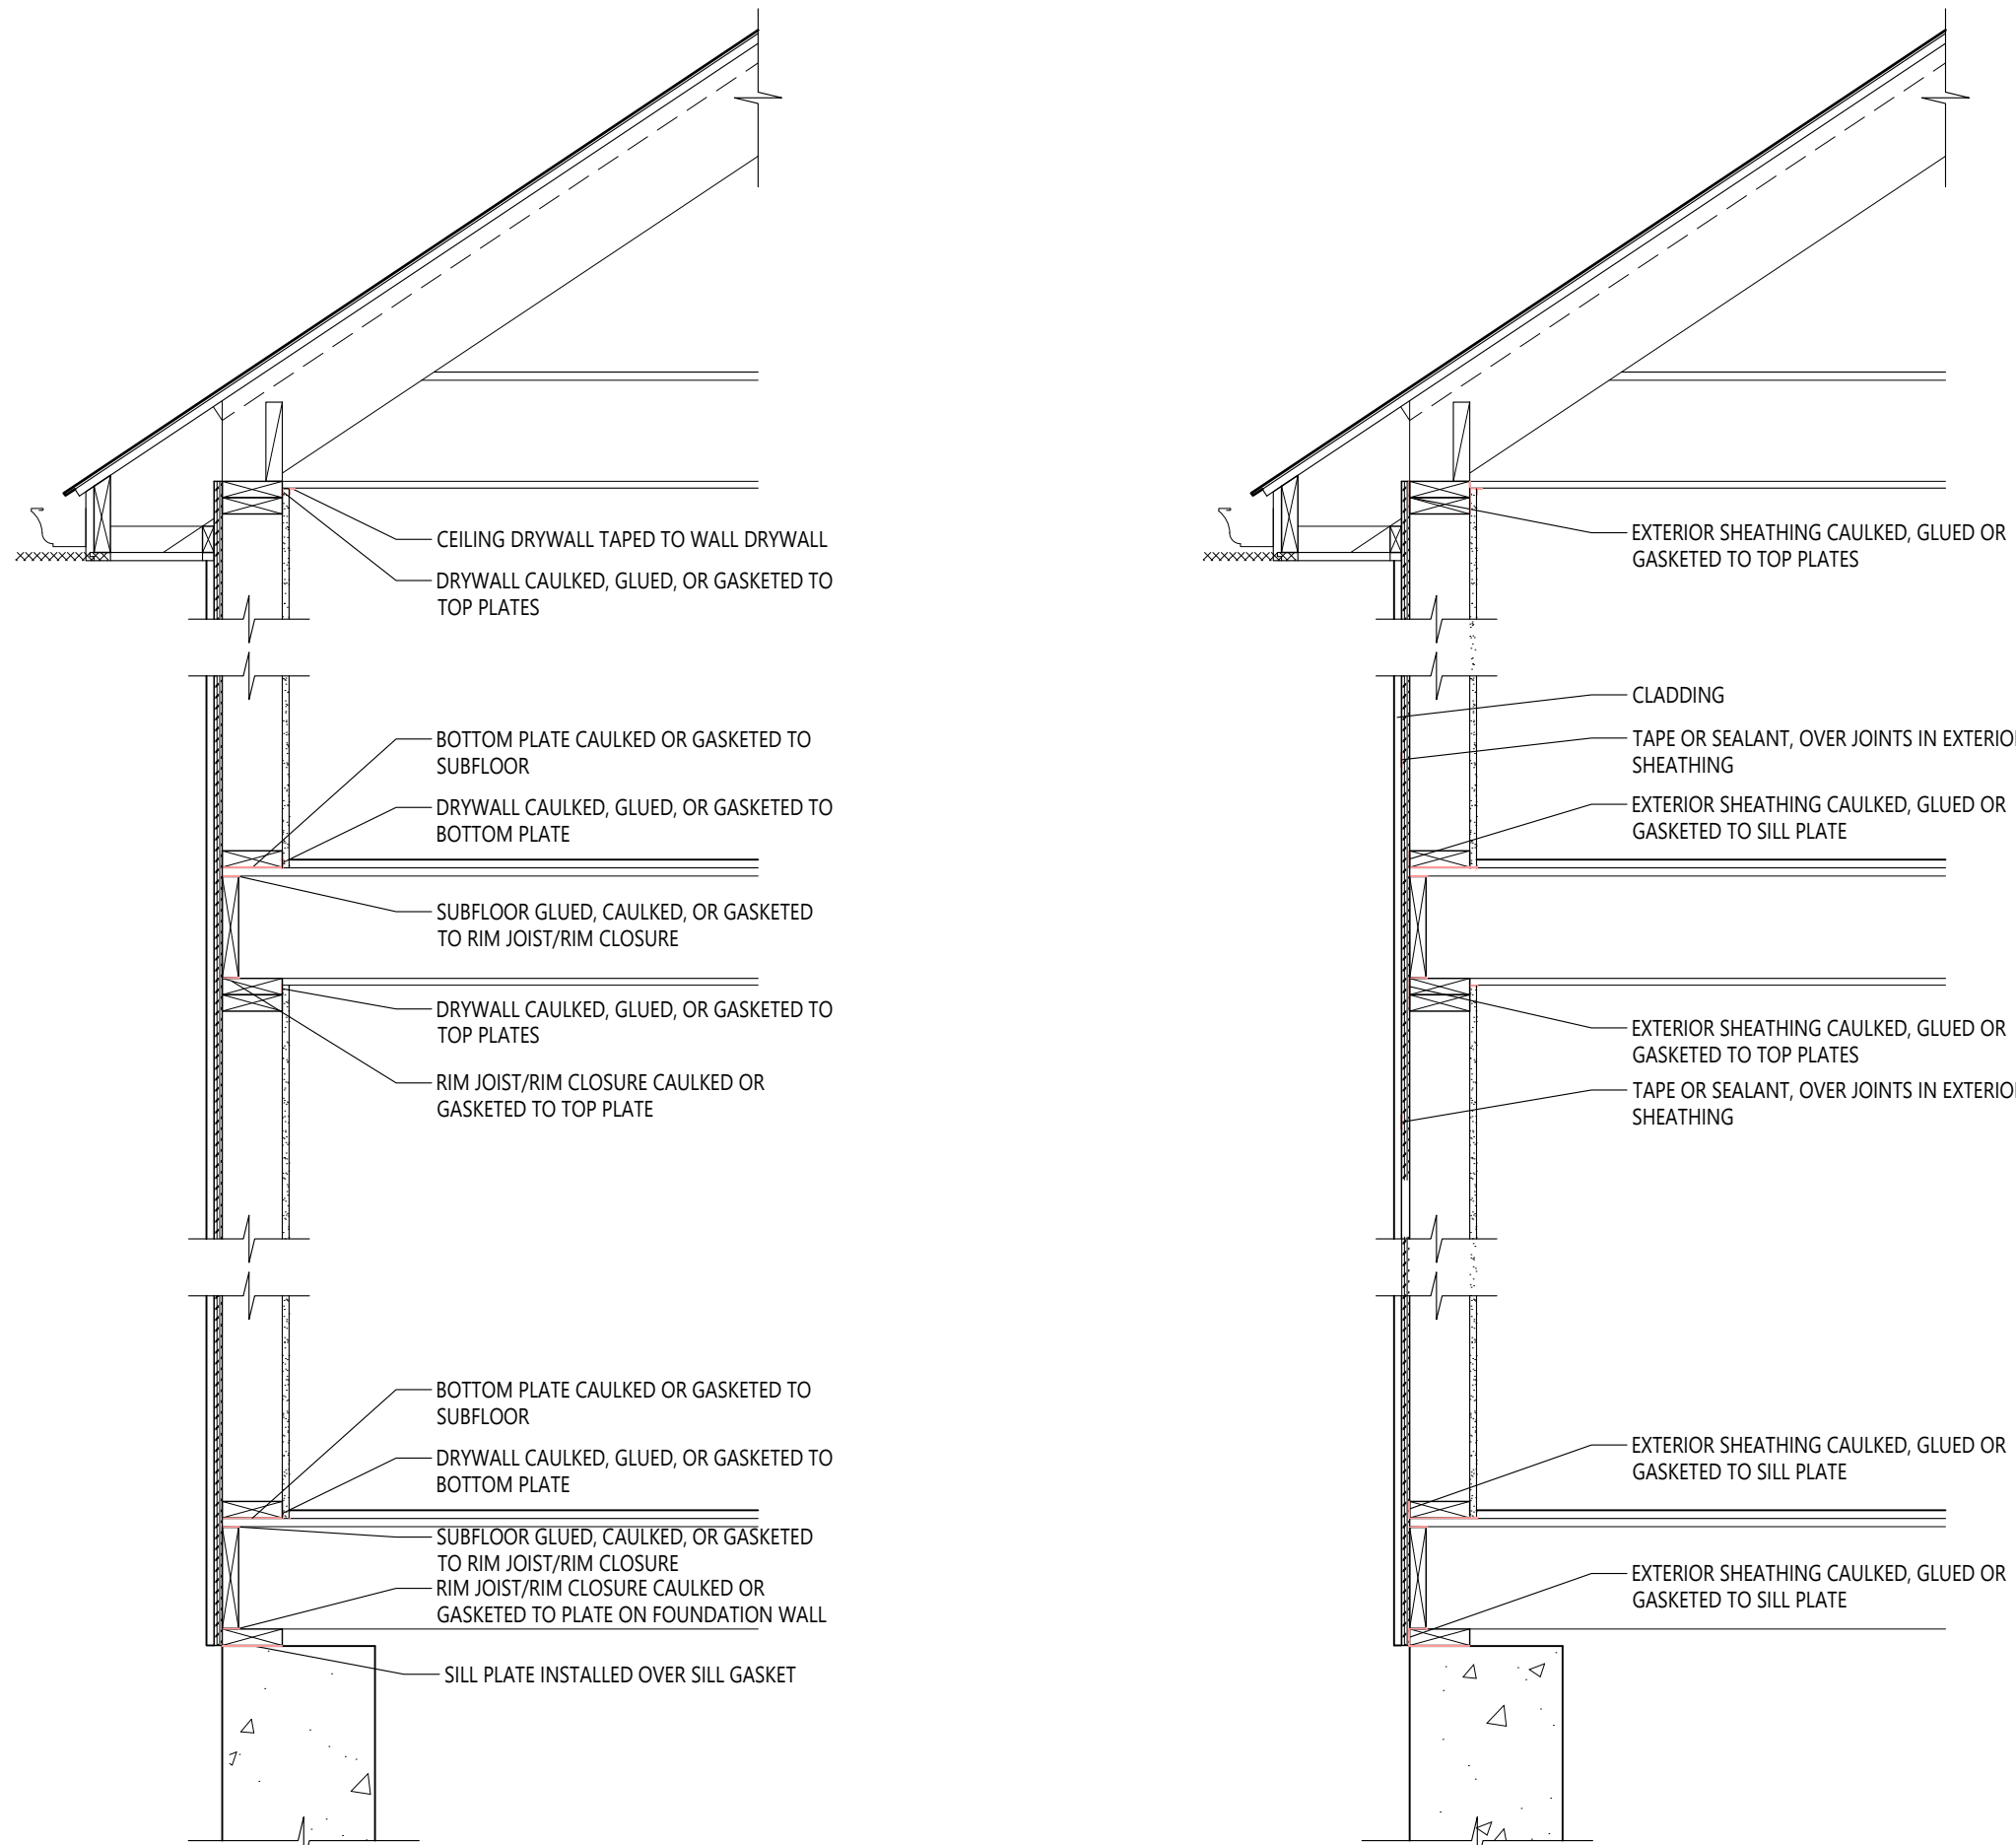 CEILING DRYWALL TAPED TO WALL DRYWALL
DRYWALL CAULKED, GLUED, OR GASKETED TO
TOP PLATES
BOTTOM PLATE CAULKED OR GASKETED TO
SUBFLOOR
DRYWALL CAULKED, GLUED, OR GASKETED TO
BOTTOM PLATE
SUBFLOOR GLUED, CAULKED, OR GASKETED
TO RIM JOIST/RIM CLOSURE
DRYWALL CAULKED, GLUED, OR GASKETED TO
TOP PLATES
RIM JOIST/RIM CLOSURE CAULKED OR
GASKETED TO TOP PLATE
BOTTOM PLATE CAULKED OR GASKETED TO
SUBFLOOR
DRYWALL CAULKED, GLUED, OR GASKETED TO
BOTTOM PLATE
SUBFLOOR GLUED, CAULKED, OR GASKETED
TO RIM JOIST/RIM CLOSURE
RIM JOIST/RIM CLOSURE CAULKED OR
GASKETED TO PLATE ON FOUNDATION WALL
SILL PLATE INSTALLED OVER SILL GASKET
EXTERIOR SHEATHING CAULKED, GLUED OR
GASKETED TO TOP PLATES
CLADDING
TAPE OR SEALANT, OVER JOINTS IN EXTERIO
SHEATHING
EXTERIOR SHEATHING CAULKED, GLUED OR
GASKETED TO SILL PLATE
EXTERIOR SHEATHING CAULKED, GLUED OR
GASKETED TO TOP PLATES
TAPE OR SEALANT, OVER JOINTS IN EXTERIO
SHEATHING
EXTERIOR SHEATHING CAULKED, GLUED OR
GASKETED TO SILL PLATE
EXTERIOR SHEATHING CAULKED, GLUED OR
GASKETED TO SILL PLATE